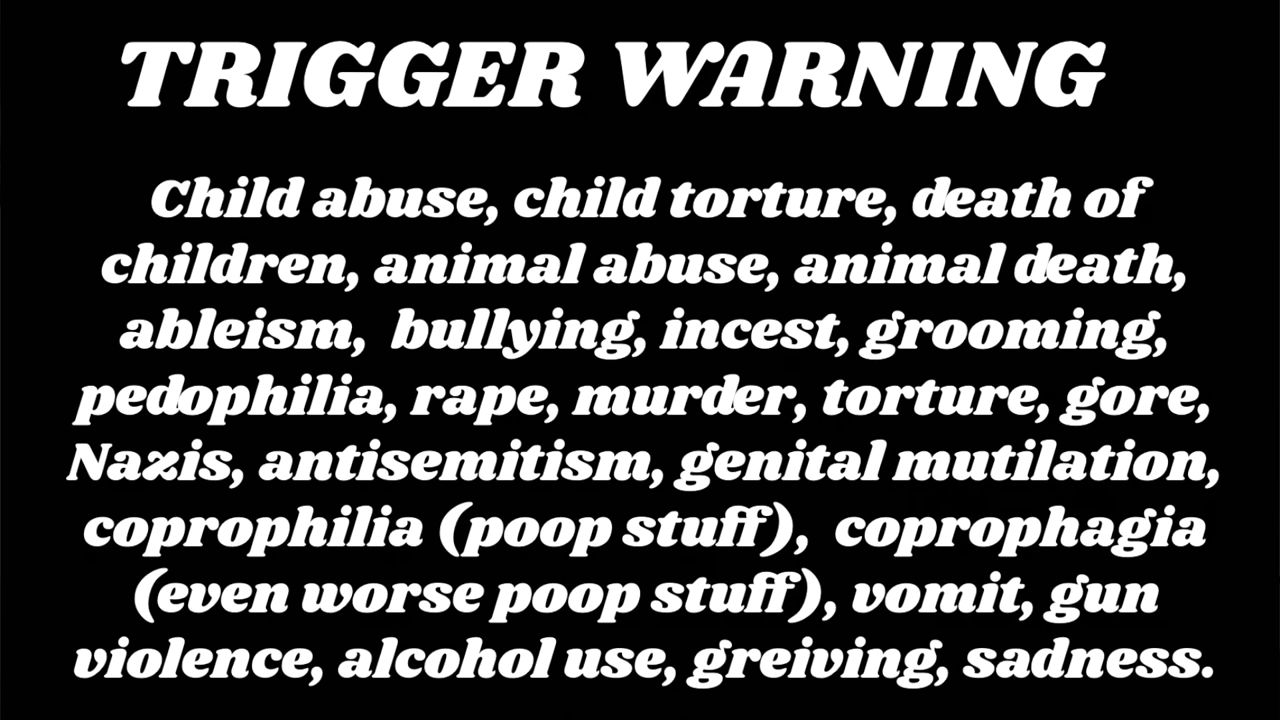 TRIGGER WARNING
Child abuse, child torture, death of
children, animal abuse, animal death,
ableism, bullying, incest, grooming,
pedophilia, rape, murder, torture, gore,
Nazis, antisemitism, genital mutilation,
coprophilia (poop stuff), coprophagia
(even worse poop stuff), vomit, gun
violence, alcohol use, greiving, sadness.